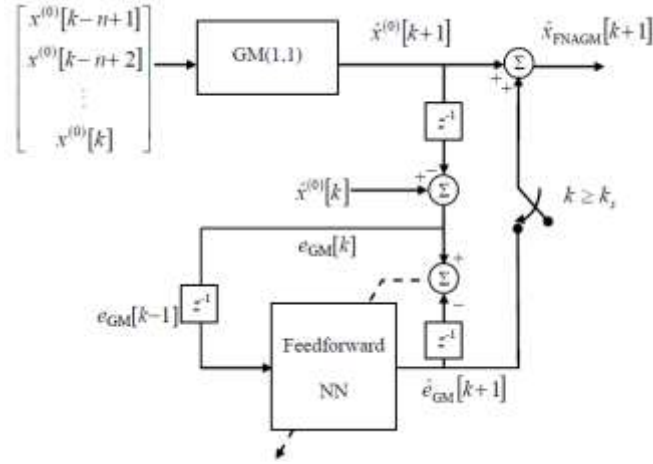 x^(0)[k−n+1]
x^(0)[k−n+2]
⋮
x^(0)[k]
GM(1,1)
x̂^(0)[k+1]
x̂_FNAGM[k+1]
Σ
+
+
z^-1
+
−
Σ
x̂^(0)[k]
k ≥ k_s
e_GM[k]
+
Σ
−
z^-1
e_GM[k−1]
z^-1
Feedforward
NN
ê_GM[k+1]